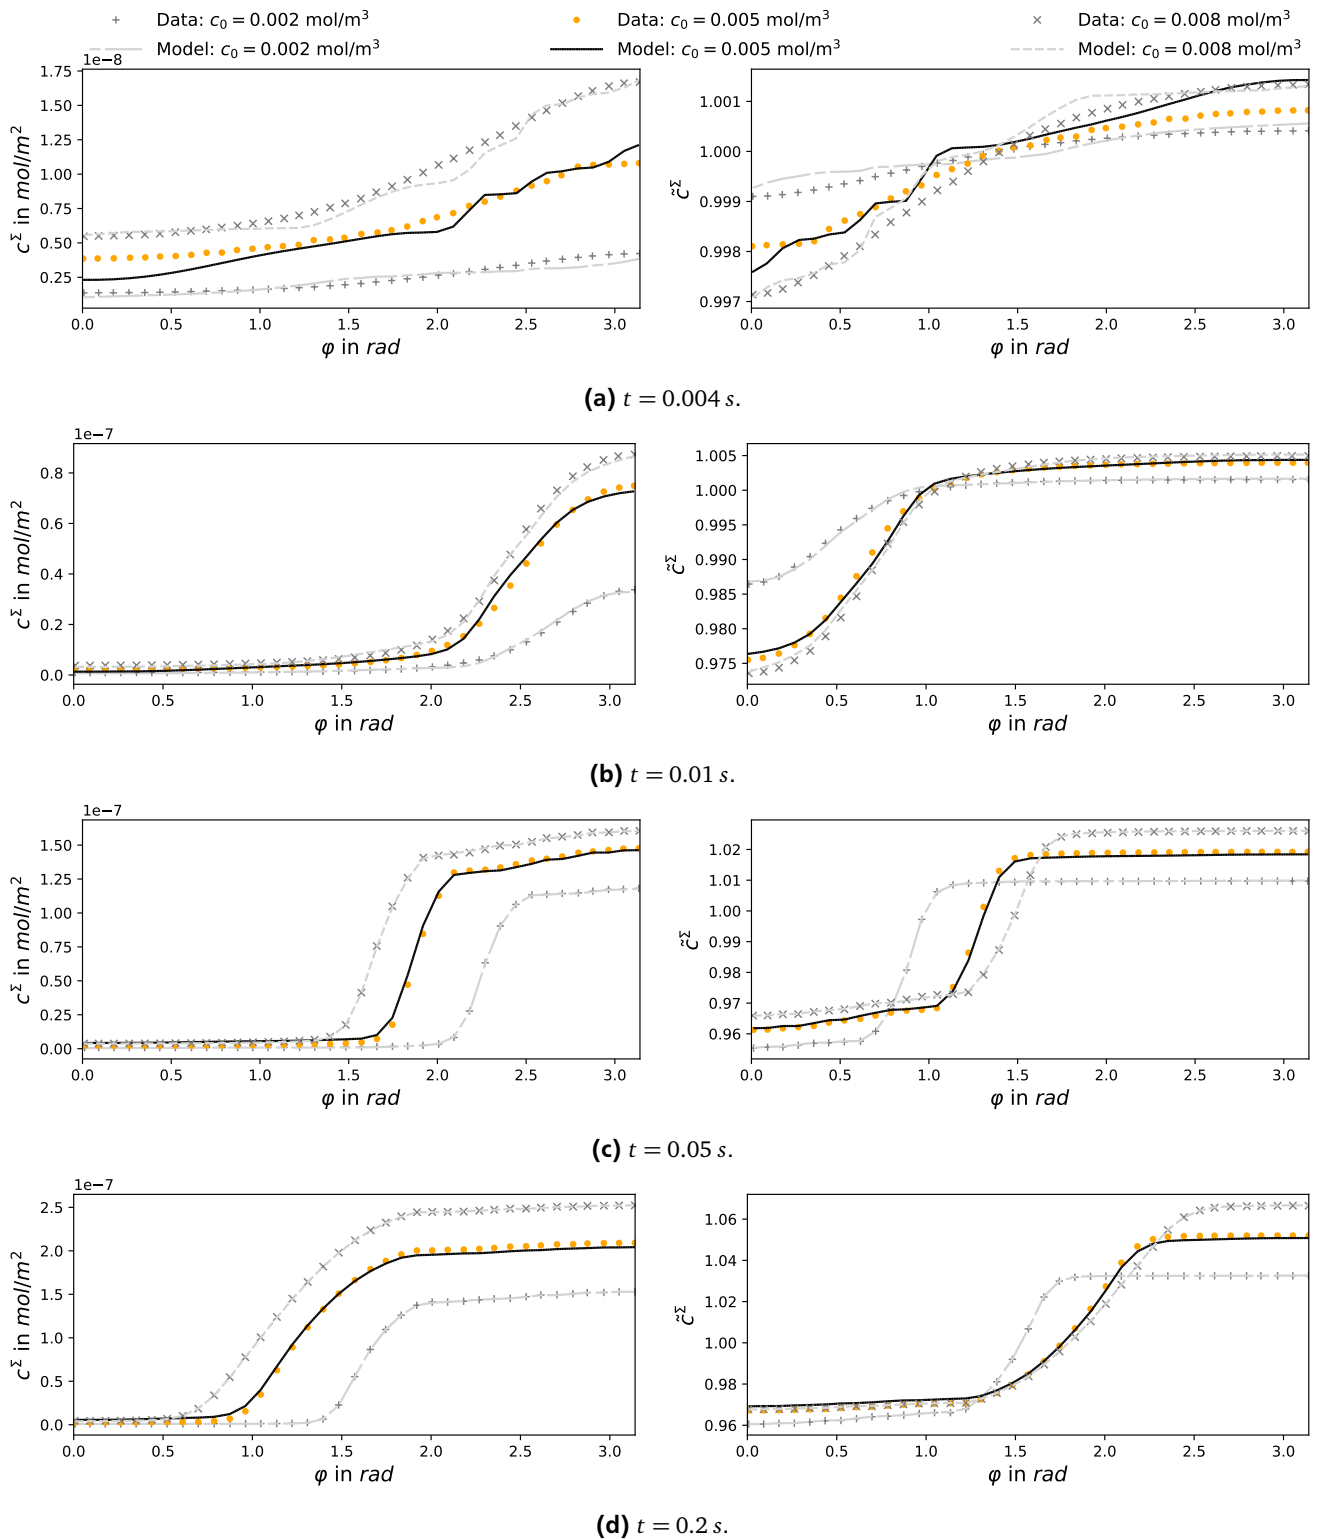 Data: c₀ = 0.002 mol/m³ Data: c₀ = 0.005 mol/m³ Data: c₀ = 0.008 mol/m³
Model: c₀ = 0.002 mol/m³ Model: c₀ = 0.005 mol/m³ Model: c₀ = 0.008 mol/m³
1e−8
1.75
1.50
1.25
1.00
0.75
0.50
0.25
c^Σ in mol/m²
0.0 0.5 1.0 1.5 2.0 2.5 3.0
φ in rad
1.001
1.000
0.999
0.998
0.997
c̃^Σ
0.0 0.5 1.0 1.5 2.0 2.5 3.0
φ in rad
(a) t = 0.004 s.
1e−7
0.8
0.6
0.4
0.2
0.0
c^Σ in mol/m²
0.0 0.5 1.0 1.5 2.0 2.5 3.0
φ in rad
1.005
1.000
0.995
0.990
0.985
0.980
0.975
c̃^Σ
0.0 0.5 1.0 1.5 2.0 2.5 3.0
φ in rad
(b) t = 0.01 s.
1e−7
1.50
1.25
1.00
0.75
0.50
0.25
0.00
c^Σ in mol/m²
0.0 0.5 1.0 1.5 2.0 2.5 3.0
φ in rad
1.02
1.01
1.00
0.99
0.98
0.97
0.96
c̃^Σ
0.0 0.5 1.0 1.5 2.0 2.5 3.0
φ in rad
(c) t = 0.05 s.
1e−7
2.5
2.0
1.5
1.0
0.5
0.0
c^Σ in mol/m²
0.0 0.5 1.0 1.5 2.0 2.5 3.0
φ in rad
1.06
1.04
1.02
1.00
0.98
0.96
c̃^Σ
0.0 0.5 1.0 1.5 2.0 2.5 3.0
φ in rad
(d) t = 0.2 s.